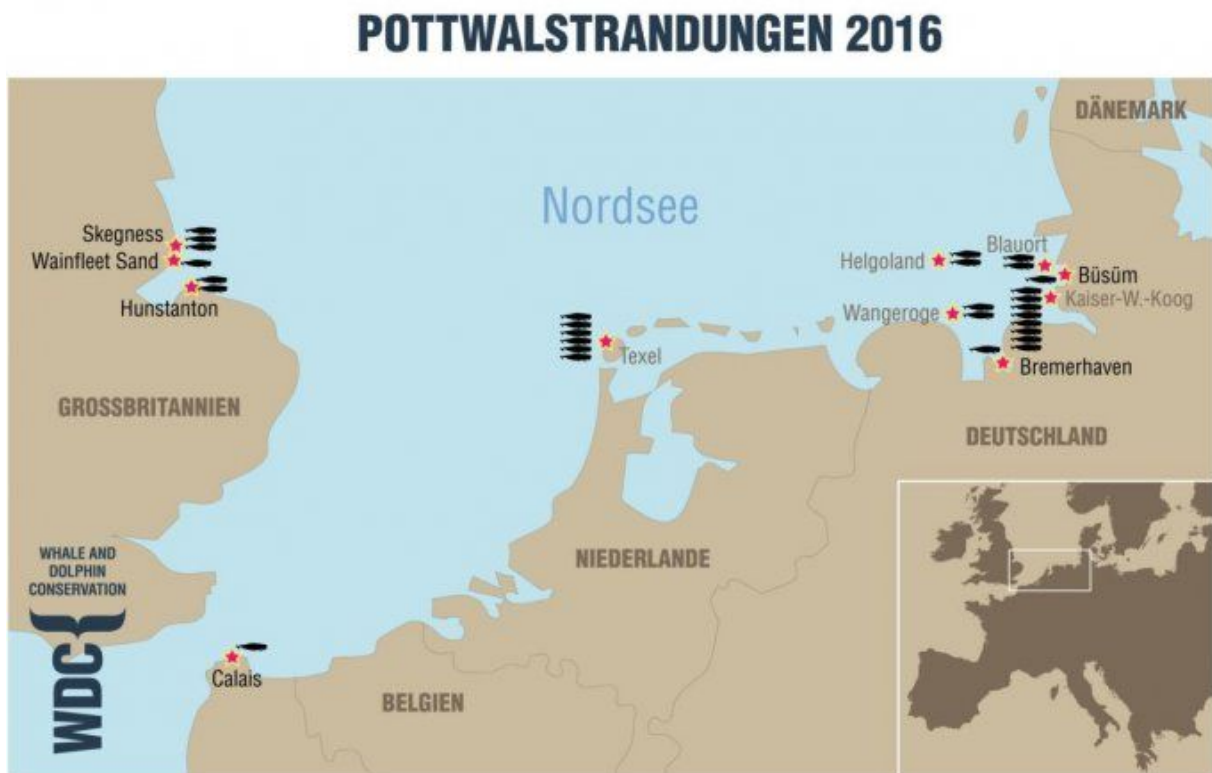 POTTWALSTRANDUNGEN 2016
DÄNEMARK
Nordsee
Skegness
Wainfleet Sand
Hunstanton
Helgoland
Blauort
Büsüm
Kaiser-W.-Koog
Wangeroge
Texel
Bremerhaven
GROSSBRITANNIEN
DEUTSCHLAND
NIEDERLANDE
WHALE AND
DOLPHIN
CONSERVATION
WDC
Calais
BELGIEN